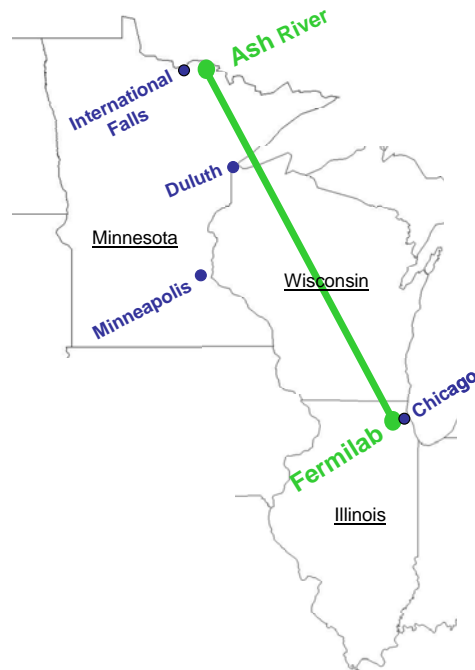 Ash River
International
Falls
Duluth
Minnesota
Wisconsin
Minneapolis
Chicago
Fermilab
Illinois